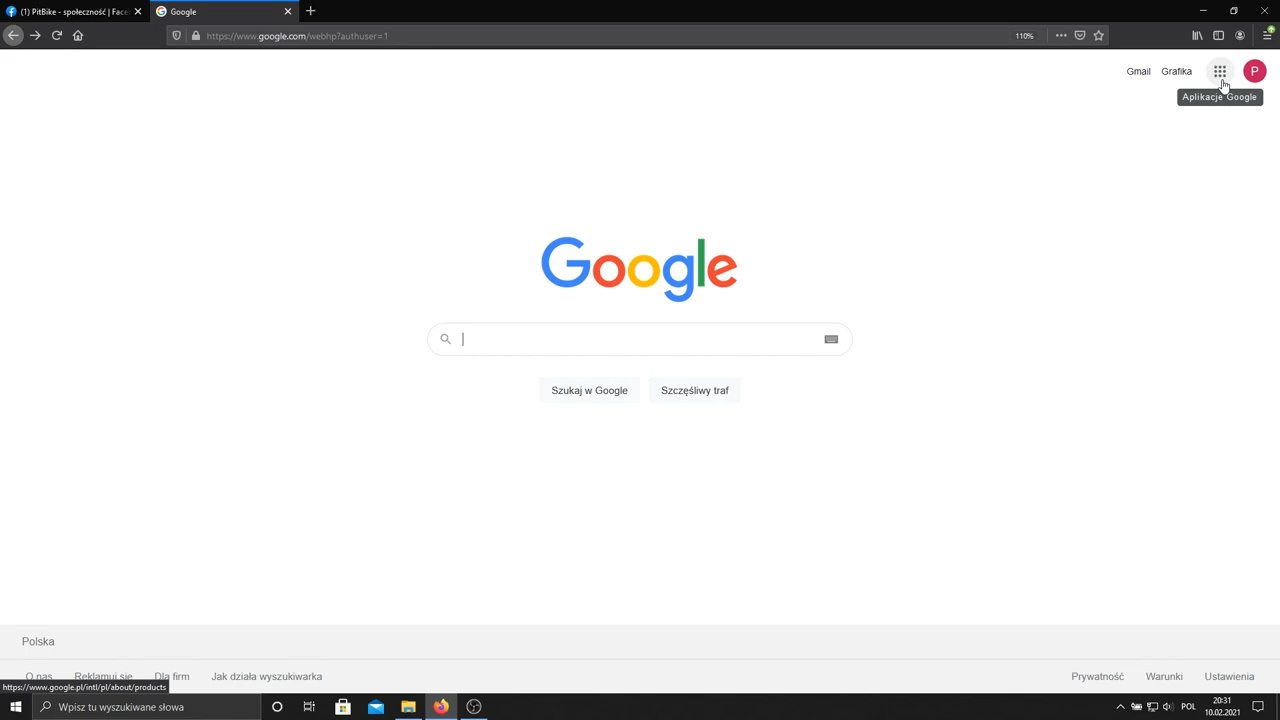 (1) PitBike - społeczność | Face
Google
https://www.google.com/webhp?authuser=1
110%
Gmail
Grafika
P
Aplikacje Google
Google
Szukaj w Google
Szczęśliwy traf
Polska
O nas
Reklamuj się
Dla firm
Jak działa wyszukiwarka
Prywatność
Warunki
Ustawienia
https://www.google.pl/intl/pl/about/products
Wpisz tu wyszukiwane słowa
POL
20:31
10.02.2021